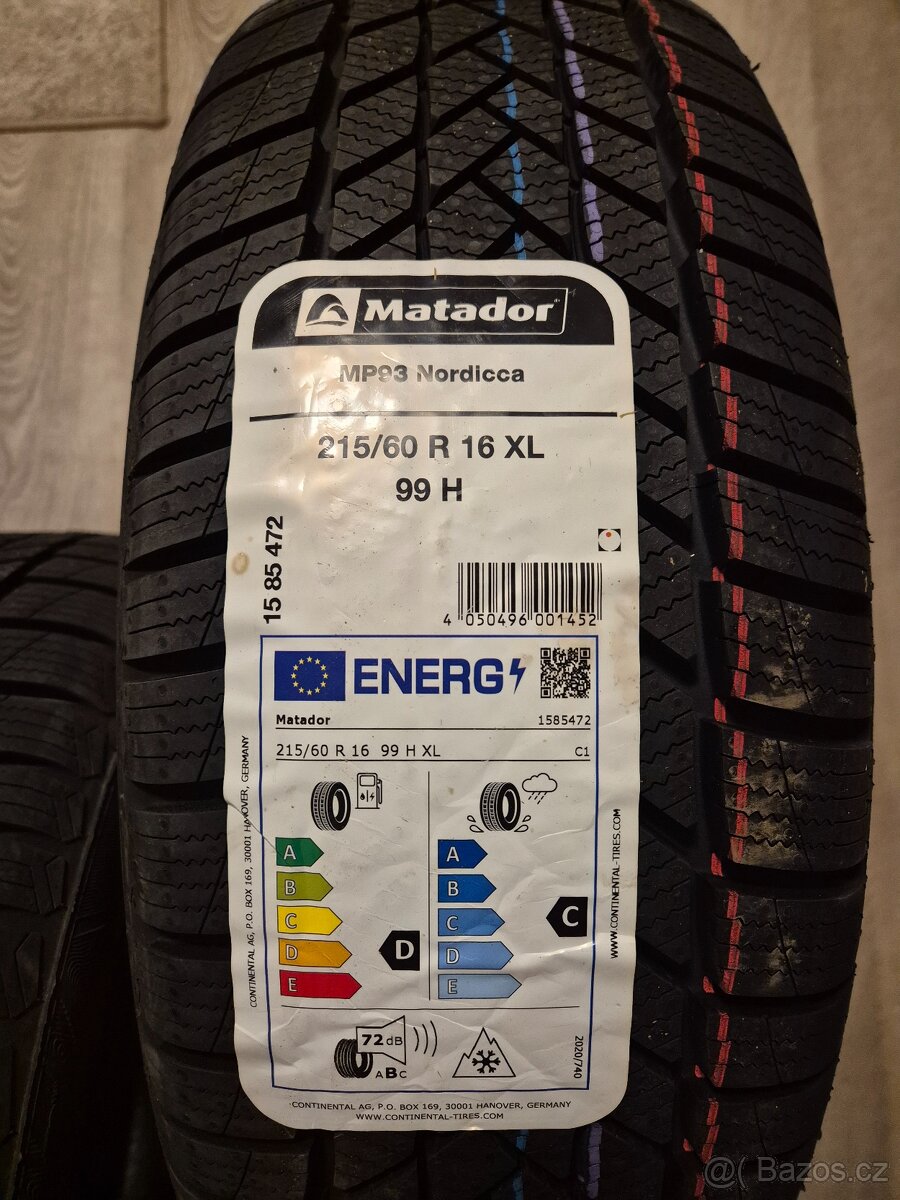 Matador
MP93 Nordicca
215/60 R 16 XL
99 H
15 85 472
4 050496 001452
ENERG
Matador 1585472
215/60 R 16 99 H XL C1
A
B
C
D
E
D
A
B
C
D
E
C
72 dB
ABC
2020/740
CONTINENTAL AG, P.O. BOX 169, 30001 HANOVER, GERMANY
WWW.CONTINENTAL-TIRES.COM
CONTINENTAL AG, P.O. BOX 169, 30001 HANOVER, GERMANY
WWW.CONTINENTAL-TIRES.COM
@( Bazos.cz